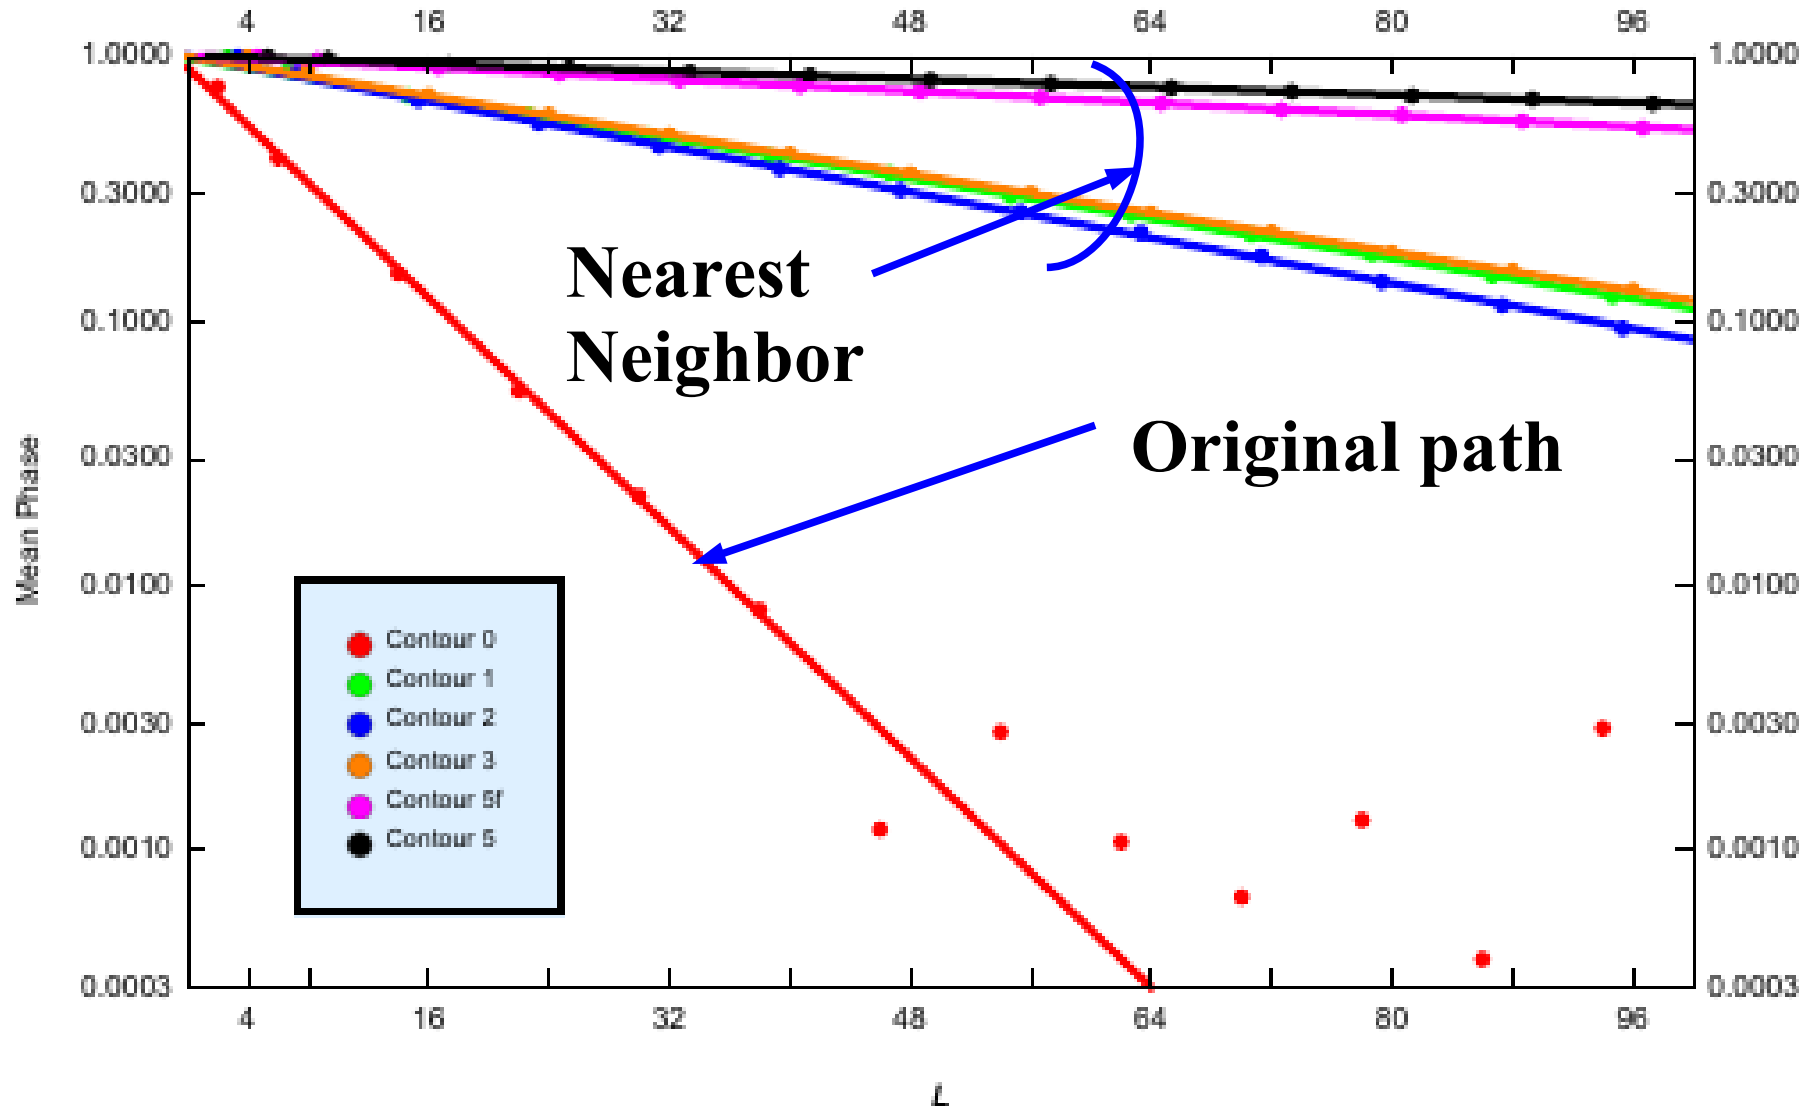 4 16 32 48 64 80 96
1.0000 1.0000
0.3000 0.3000
Nearest
Neighbor
0.1000 0.1000
Original path
0.0300 0.0300
Mean Phase
0.0100 0.0100
Contour 0
Contour 1
Contour 2
Contour 3
Contour 5f
Contour 5
0.0030 0.0030
0.0010 0.0010
0.0003 0.0003
4 16 32 48 64 80 96
L